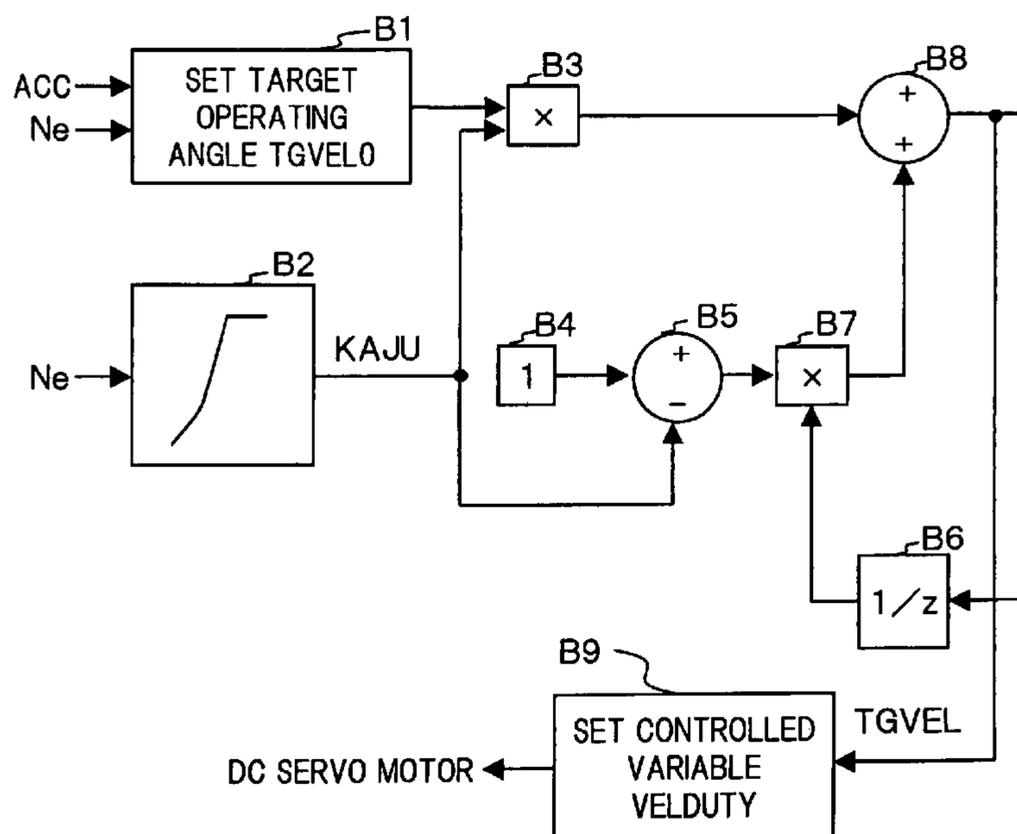 B1
ACC
Ne
SET TARGET
OPERATING
ANGLE TGVEL0
B3
×
B8
+
+
B2
Ne
KAJU
B4
1
B5
+
−
B7
×
B6
1/z
B9
SET CONTROLLED
VARIABLE
VELDUTY
TGVEL
DC SERVO MOTOR